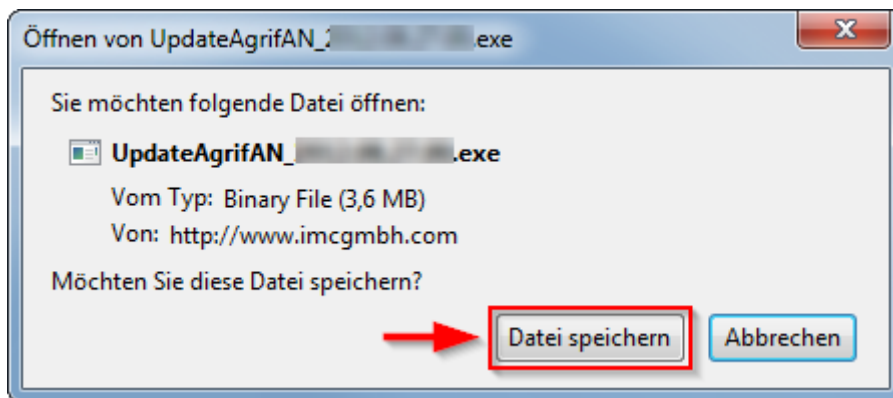 Öffnen von UpdateAgrifAN_ .exe
Sie möchten folgende Datei öffnen:
UpdateAgrifAN_ .exe
Vom Typ: Binary File (3,6 MB)
Von: http://www.imcgmbh.com
Möchten Sie diese Datei speichern?
Datei speichern Abbrechen